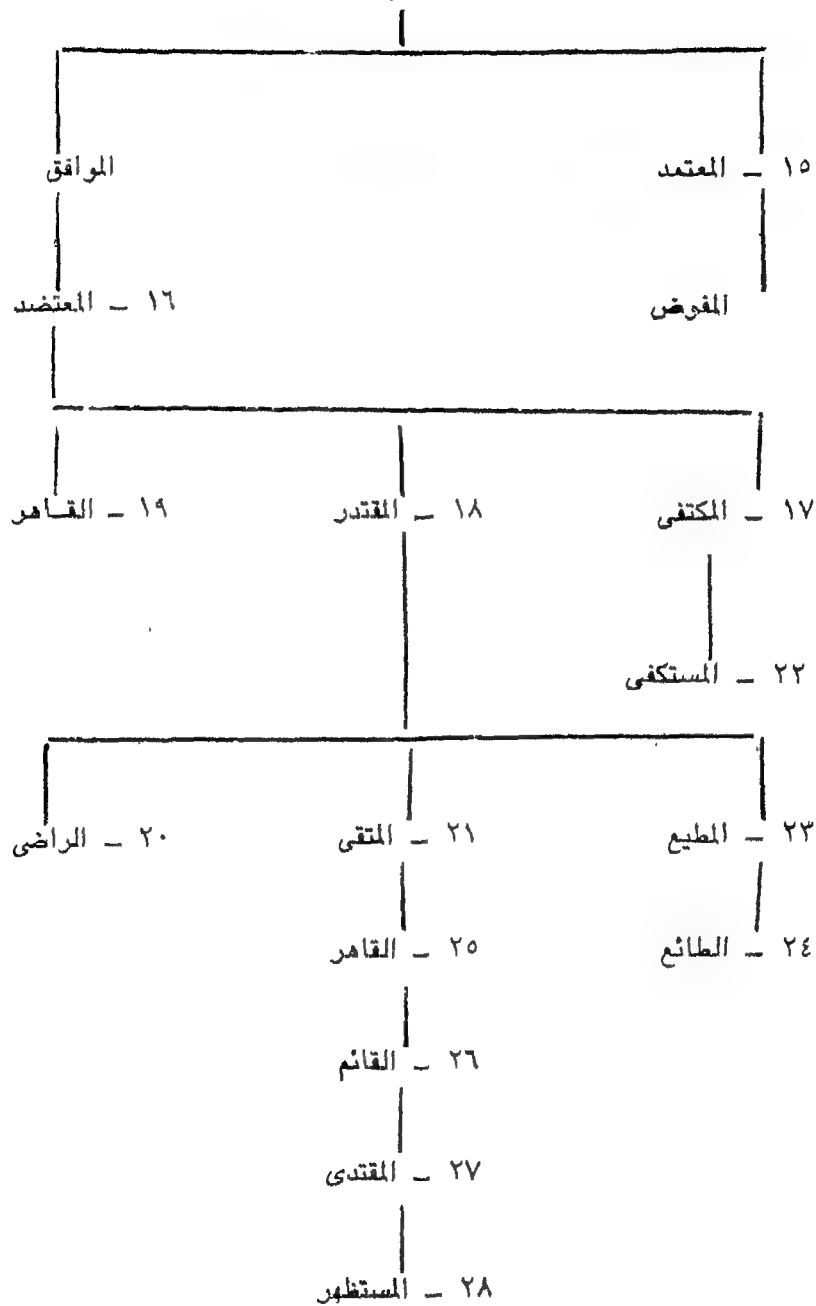 ١٥ – المعتمد الموافق
المفوض ١٦ – المعتضد
١٧ – المكتفى ١٨ – المقتدر ١٩ – القاهر
٢٢ – المستكفى
٢٣ – المطيع ٢١ – المتقى ٢٠ – الراضى
٢٤ – الطائع ٢٥ – القاهر
٢٦ – القائم
٢٧ – المقتدى
٢٨ – المستظهر